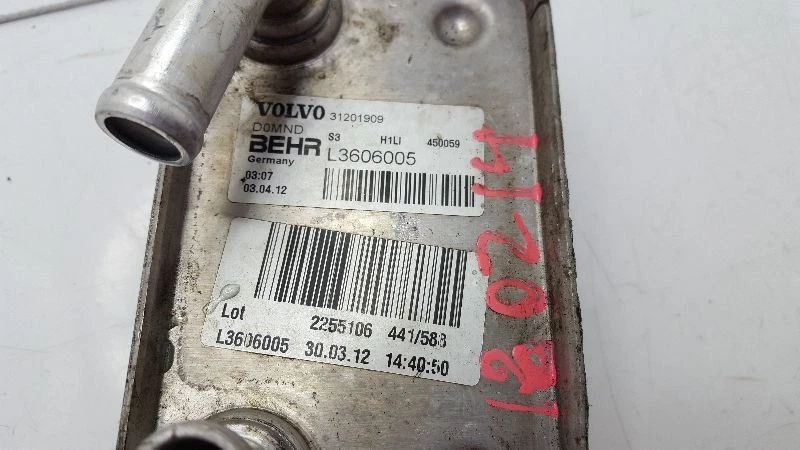 VOLVO 31201909
D0MND S3 H1LI 450059
BEHR L3606005
Germany
03:07
03.04.12
Lot 2255106 441/588
L3606005 30.03.12 14:40:50